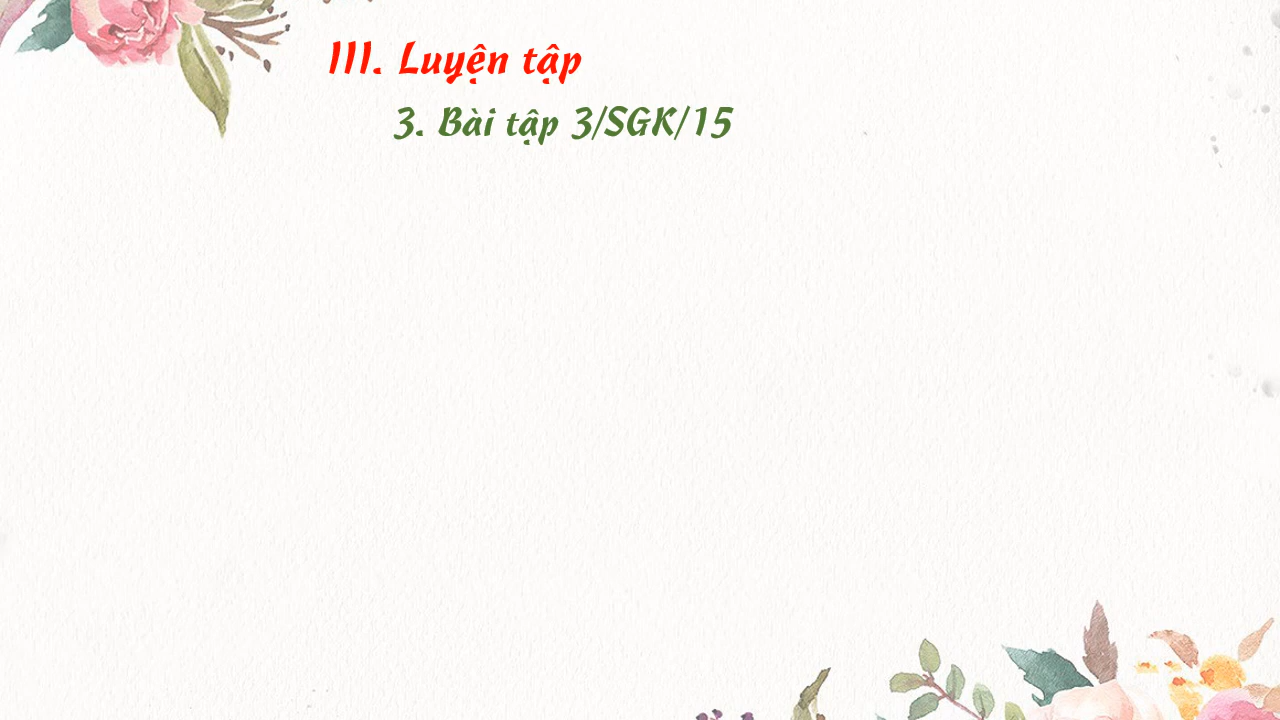 III. Luyện tập
3. Bài tập 3/SGK/15